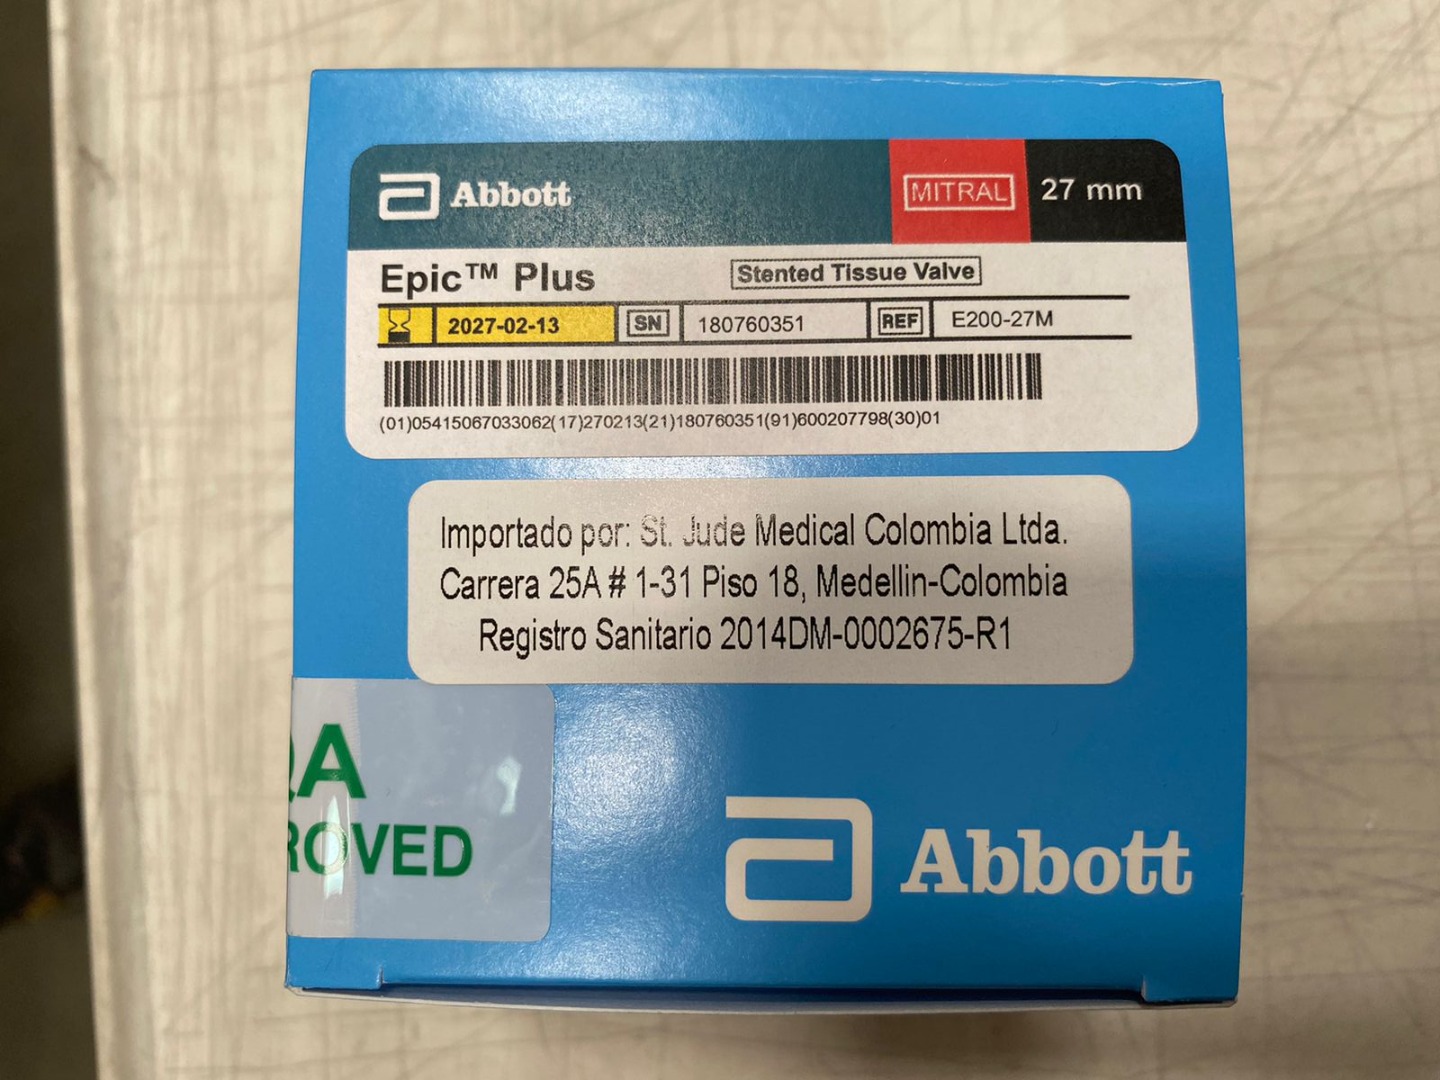 Abbott
MITRAL
27 mm
Epic™ Plus
Stented Tissue Valve
2027-02-13 SN 180760351 REF E200-27M
(01)05415067033062(17)270213(21)180760351(91)600207798(30)01
Importado por: St. Jude Medical Colombia Ltda.
Carrera 25A # 1-31 Piso 18, Medellin-Colombia
Registro Sanitario 2014DM-0002675-R1
Abbott